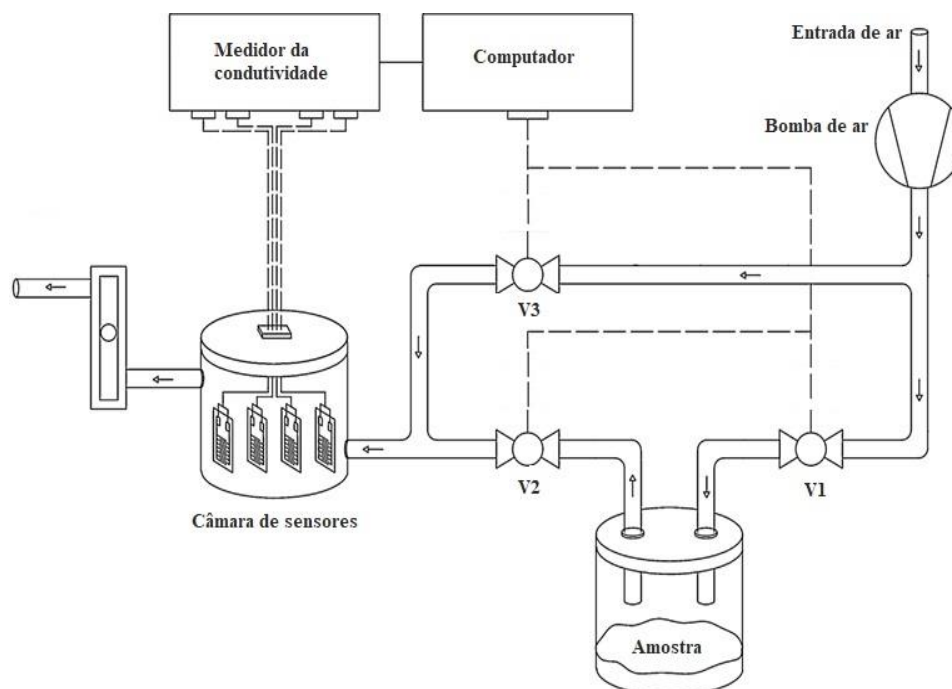 Medidor da
condutividade
Computador
Entrada de ar
Bomba de ar
V3
V2
V1
Câmara de sensores
Amostra